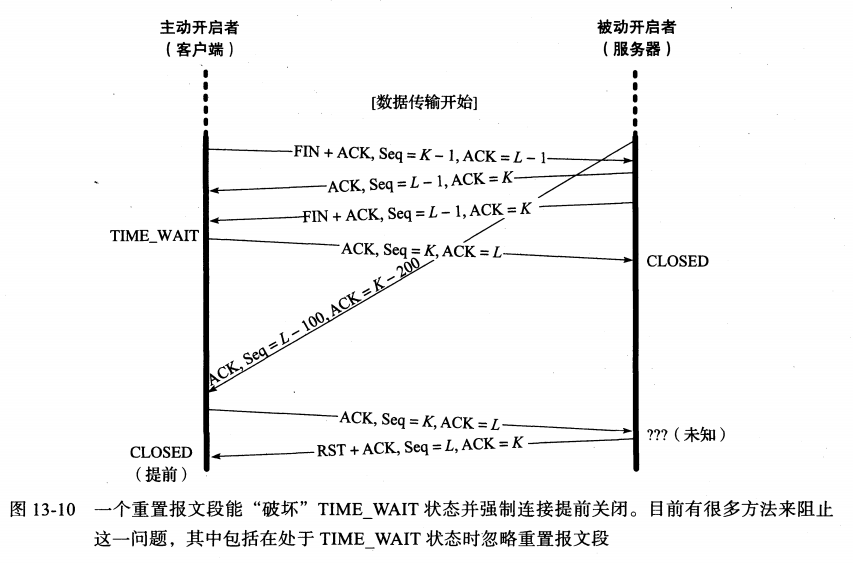 主动开启者
（客户端）
被动开启者
（服务器）
[数据传输开始]
FIN + ACK, Seq = K − 1, ACK = L − 1
ACK, Seq = L − 1, ACK = K
FIN + ACK, Seq = L − 1, ACK = K
TIME_WAIT
ACK, Seq = K, ACK = L
CLOSED
ACK, Seq = L − 100, ACK = K − 200
ACK, Seq = K, ACK = L
???（未知）
RST + ACK, Seq = L, ACK = K
CLOSED
（提前）
图 13-10 一个重置报文段能“破坏”TIME_WAIT 状态并强制连接提前关闭。目前有很多方法来阻止
这一问题，其中包括在处于 TIME_WAIT 状态时忽略重置报文段